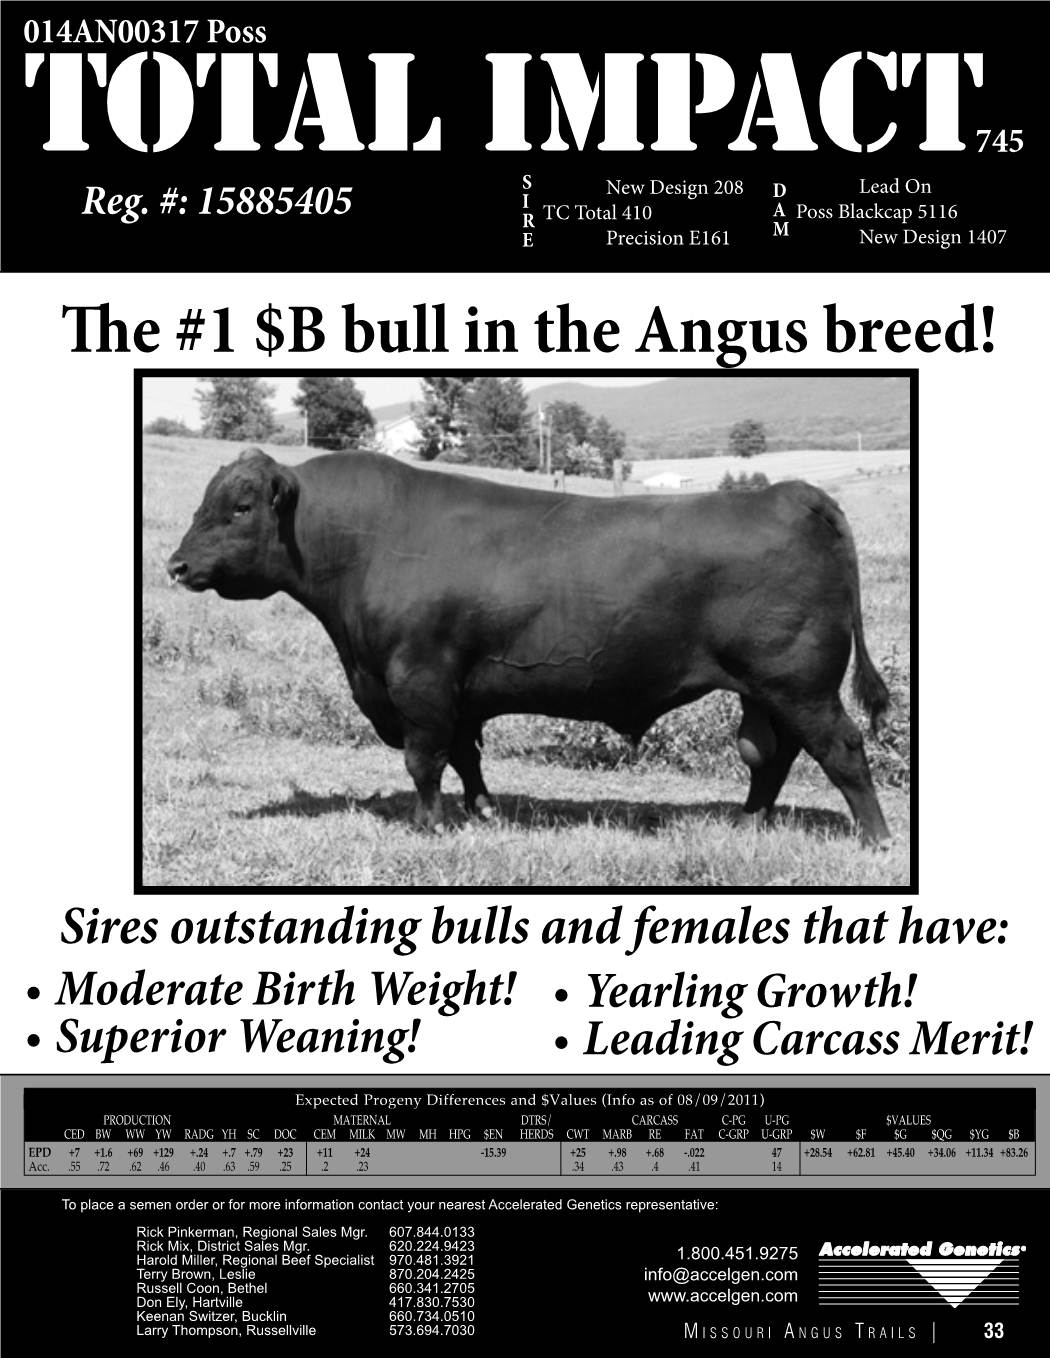 014AN00317 Poss
TOTAL IMPACT 745
Reg. #: 15885405
SIRE
New Design 208
TC Total 410
Precision E161
DAM
Lead On
Poss Blackcap 5116
New Design 1407
The #1 $B bull in the Angus breed!
Sires outstanding bulls and females that have:
• Moderate Birth Weight!
• Superior Weaning!
• Yearling Growth!
• Leading Carcass Merit!
Expected Progeny Differences and $Values (Info as of 08/09/2011)
PRODUCTION MATERNAL DTRS/ CARCASS C-PG U-PG $VALUES
CED BW WW YW RADG YH SC DOC CEM MILK MW MH HPG $EN HERDS CWT MARB RE FAT C-GRP U-GRP $W $F $G $QG $YG $B
EPD +7 +1.6 +69 +129 +.24 +.7 +.79 +23 +11 +24 -15.39 +25 +.98 +.68 -.022 47 +28.54 +62.81 +45.40 +34.06 +11.34 +83.26
Acc. .55 .72 .62 .46 .40 .63 .59 .25 .2 .23 .34 .43 .4 .41 14
To place a semen order or for more information contact your nearest Accelerated Genetics representative:
Rick Pinkerman, Regional Sales Mgr. 607.844.0133
Rick Mix, District Sales Mgr. 620.224.9423
Harold Miller, Regional Beef Specialist 970.481.3921
Terry Brown, Leslie 870.204.2425
Russell Coon, Bethel 660.341.2705
Don Ely, Hartville 417.830.7530
Keenan Switzer, Bucklin 660.734.0510
Larry Thompson, Russellville 573.694.7030
1.800.451.9275
info@accelgen.com
www.accelgen.com
Accelerated Genetics
MISSOURI ANGUS TRAILS | 33